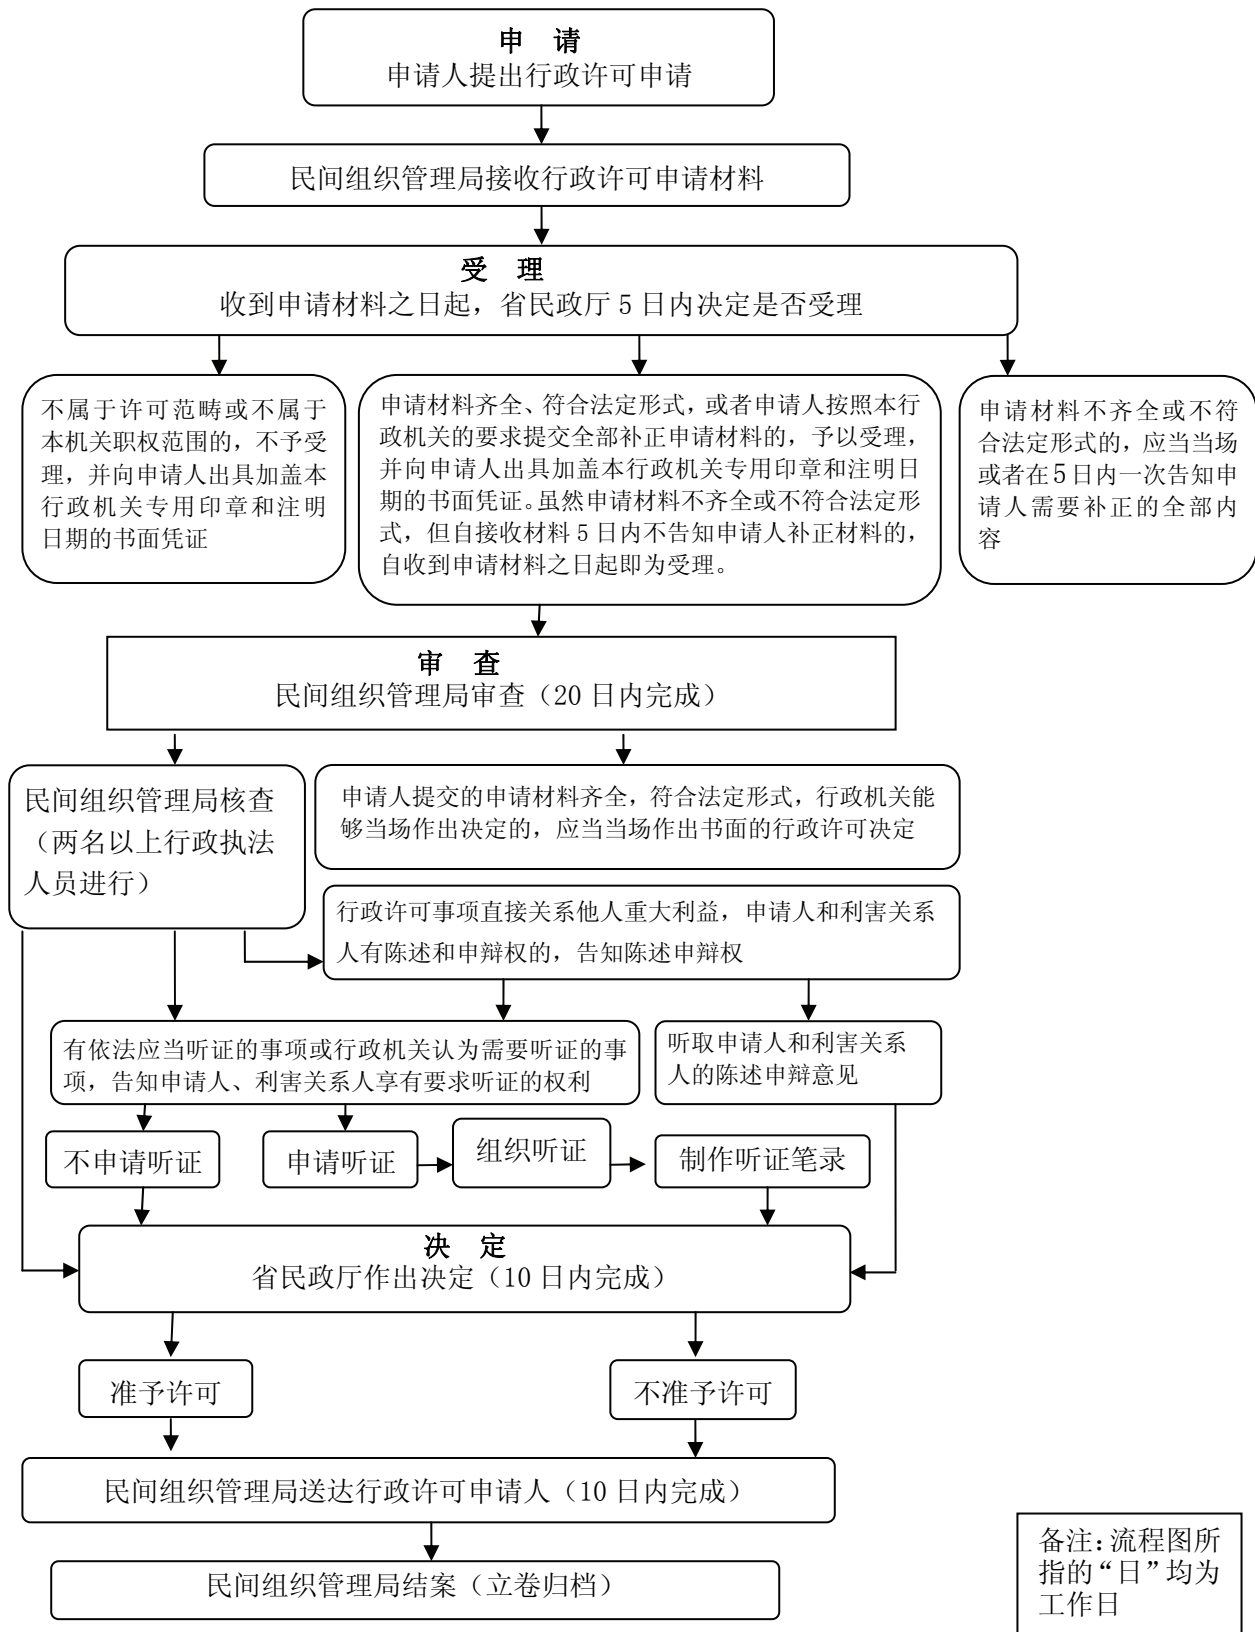 申　请
申请人提出行政许可申请
民间组织管理局接收行政许可申请材料
受　理
收到申请材料之日起，省民政厅 5 日内决定是否受理
不属于许可范畴或不属于
本机关职权范围的，不予受
理，并向申请人出具加盖本
行政机关专用印章和注明
日期的书面凭证
申请材料齐全、符合法定形式，或者申请人按照本行
政机关的要求提交全部补正申请材料的，予以受理，
并向申请人出具加盖本行政机关专用印章和注明日
期的书面凭证。虽然申请材料不齐全或不符合法定形
式，但自接收材料 5 日内不告知申请人补正材料的，
自收到申请材料之日起即为受理。
申请材料不齐全或不符
合法定形式的，应当当场
或者在 5 日内一次告知申
请人需要补正的全部内
容
审　查
民间组织管理局审查（20 日内完成）
民间组织管理局核查
（两名以上行政执法
人员进行）
申请人提交的申请材料齐全，符合法定形式，行政机关能
够当场作出决定的，应当当场作出书面的行政许可决定
行政许可事项直接关系他人重大利益，申请人和利害关系
人有陈述和申辩权的，告知陈述申辩权
有依法应当听证的事项或行政机关认为需要听证的事
项，告知申请人、利害关系人享有要求听证的权利
听取申请人和利害关系
人的陈述申辩意见
不申请听证
申请听证
组织听证
制作听证笔录
决　定
省民政厅作出决定（10 日内完成）
准予许可
不准予许可
民间组织管理局送达行政许可申请人（10 日内完成）
民间组织管理局结案（立卷归档）
备注：流程图所
指的“日”均为
工作日